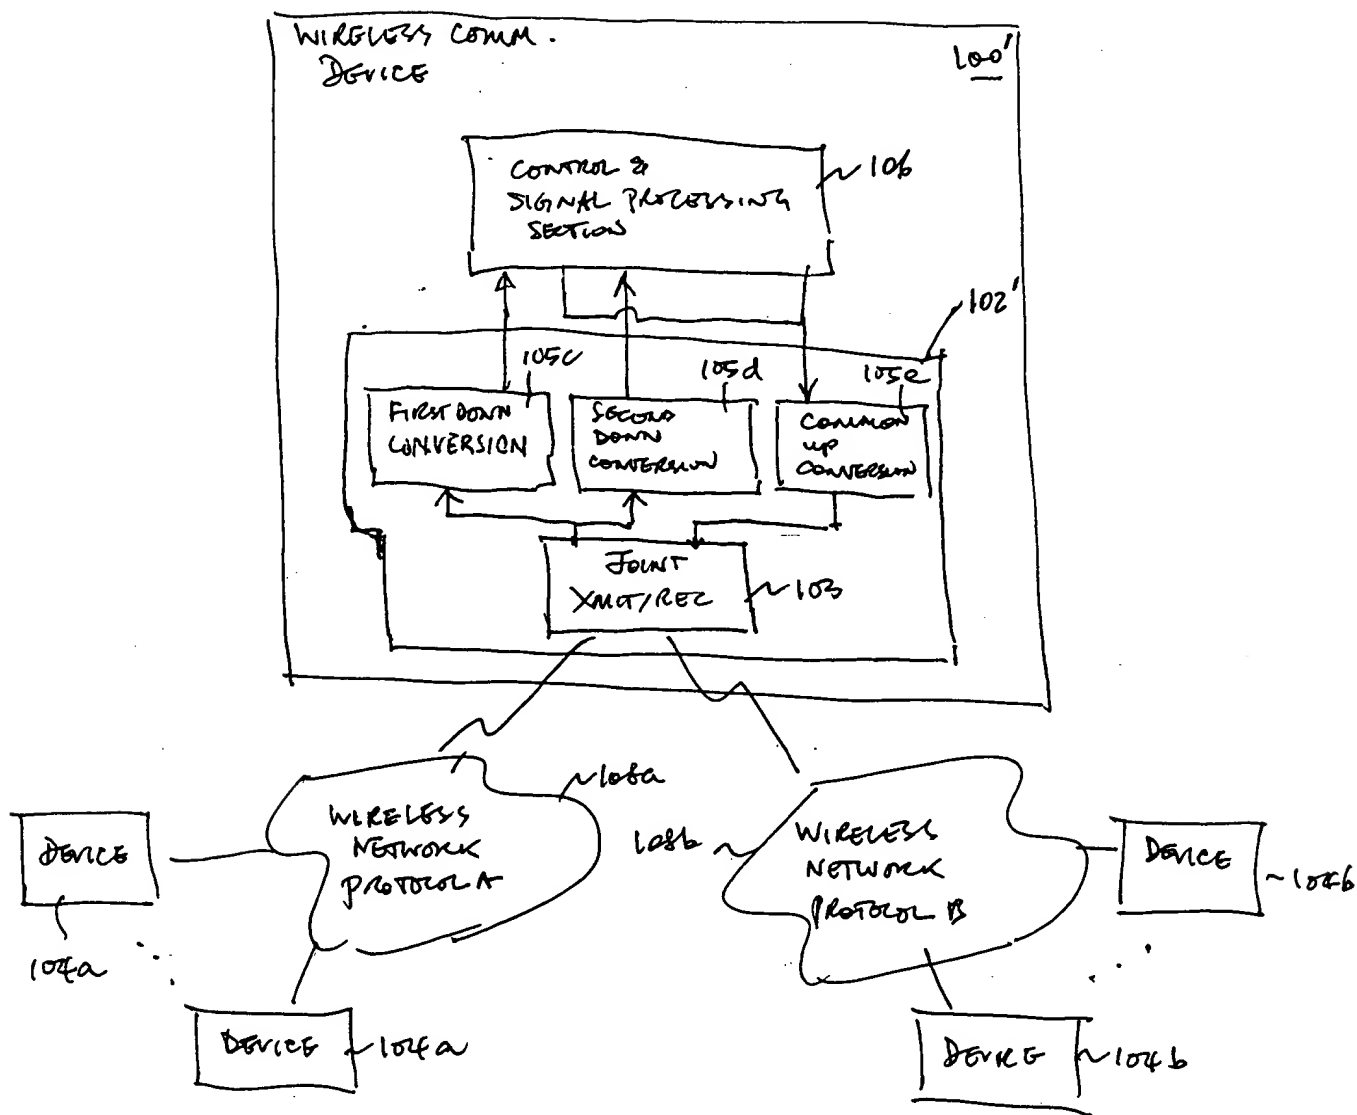 WIRELESS COMM.
DEVICE
100'
CONTROL &
SIGNAL PROCESSING
SECTION
106
102'
105c
105d
105e
FIRST DOWN
CONVERSION
SECOND
DOWN
CONVERSION
COMMON
UP
CONVERSION
JOINT
XMIT/REC
103
108a
WIRELESS
NETWORK
PROTOCOL A
108b
WIRELESS
NETWORK
PROTOCOL B
DEVICE
104a
DEVICE
104b
DEVICE
104a
DEVICE
104b